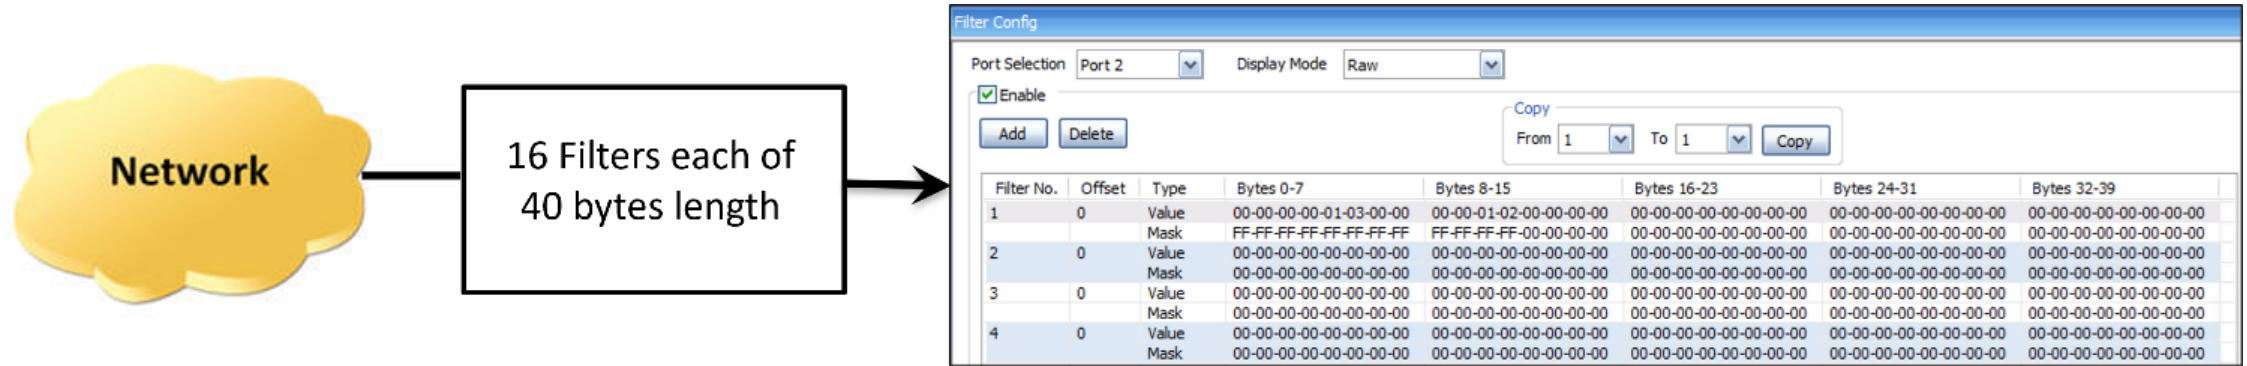 Network
16 Filters each of
40 bytes length
Filter Config
Port Selection Port 2 Display Mode Raw
Enable
Copy
Add Delete From 1 To 1 Copy
Filter No. Offset Type Bytes 0-7 Bytes 8-15 Bytes 16-23 Bytes 24-31 Bytes 32-39
1 0 Value 00-00-00-00-01-03-00-00 00-00-01-02-00-00-00-00 00-00-00-00-00-00-00-00 00-00-00-00-00-00-00-00 00-00-00-00-00-00-00-00
Mask FF-FF-FF-FF-FF-FF-FF-FF FF-FF-FF-FF-00-00-00-00 00-00-00-00-00-00-00-00 00-00-00-00-00-00-00-00 00-00-00-00-00-00-00-00
2 0 Value 00-00-00-00-00-00-00-00 00-00-00-00-00-00-00-00 00-00-00-00-00-00-00-00 00-00-00-00-00-00-00-00 00-00-00-00-00-00-00-00
Mask 00-00-00-00-00-00-00-00 00-00-00-00-00-00-00-00 00-00-00-00-00-00-00-00 00-00-00-00-00-00-00-00 00-00-00-00-00-00-00-00
3 0 Value 00-00-00-00-00-00-00-00 00-00-00-00-00-00-00-00 00-00-00-00-00-00-00-00 00-00-00-00-00-00-00-00 00-00-00-00-00-00-00-00
Mask 00-00-00-00-00-00-00-00 00-00-00-00-00-00-00-00 00-00-00-00-00-00-00-00 00-00-00-00-00-00-00-00 00-00-00-00-00-00-00-00
4 0 Value 00-00-00-00-00-00-00-00 00-00-00-00-00-00-00-00 00-00-00-00-00-00-00-00 00-00-00-00-00-00-00-00 00-00-00-00-00-00-00-00
Mask 00-00-00-00-00-00-00-00 00-00-00-00-00-00-00-00 00-00-00-00-00-00-00-00 00-00-00-00-00-00-00-00 00-00-00-00-00-00-00-00